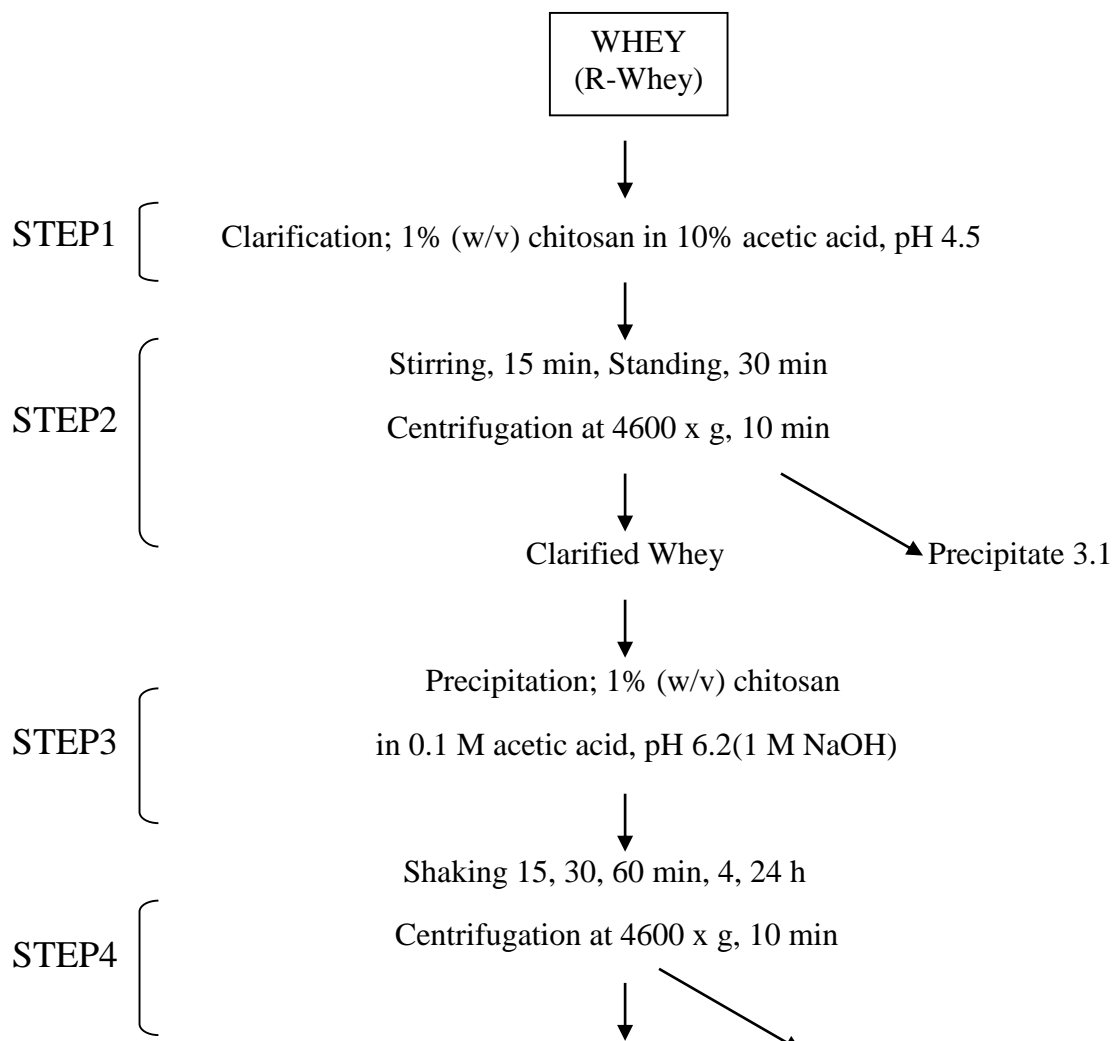 WHEY
(R-Whey)
STEP1
Clarification; 1% (w/v) chitosan in 10% acetic acid, pH 4.5
STEP2
Stirring, 15 min, Standing, 30 min
Centrifugation at 4600 x g, 10 min
Clarified Whey
Precipitate 3.1
STEP3
Precipitation; 1% (w/v) chitosan
in 0.1 M acetic acid, pH 6.2(1 M NaOH)
Shaking 15, 30, 60 min, 4, 24 h
STEP4
Centrifugation at 4600 x g, 10 min